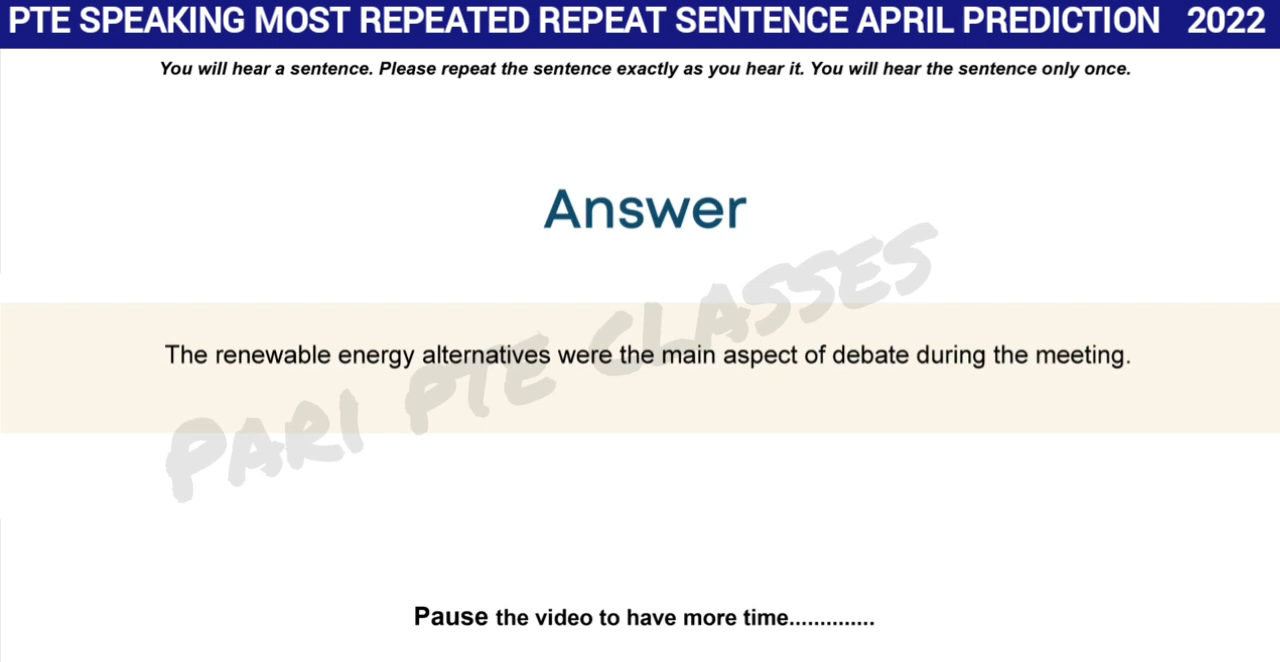 PTE SPEAKING MOST REPEATED REPEAT SENTENCE APRIL PREDICTION 2022
You will hear a sentence. Please repeat the sentence exactly as you hear it. You will hear the sentence only once.
Answer
The renewable energy alternatives were the main aspect of debate during the meeting.
PARI PTE CLASSES
Pause the video to have more time..............